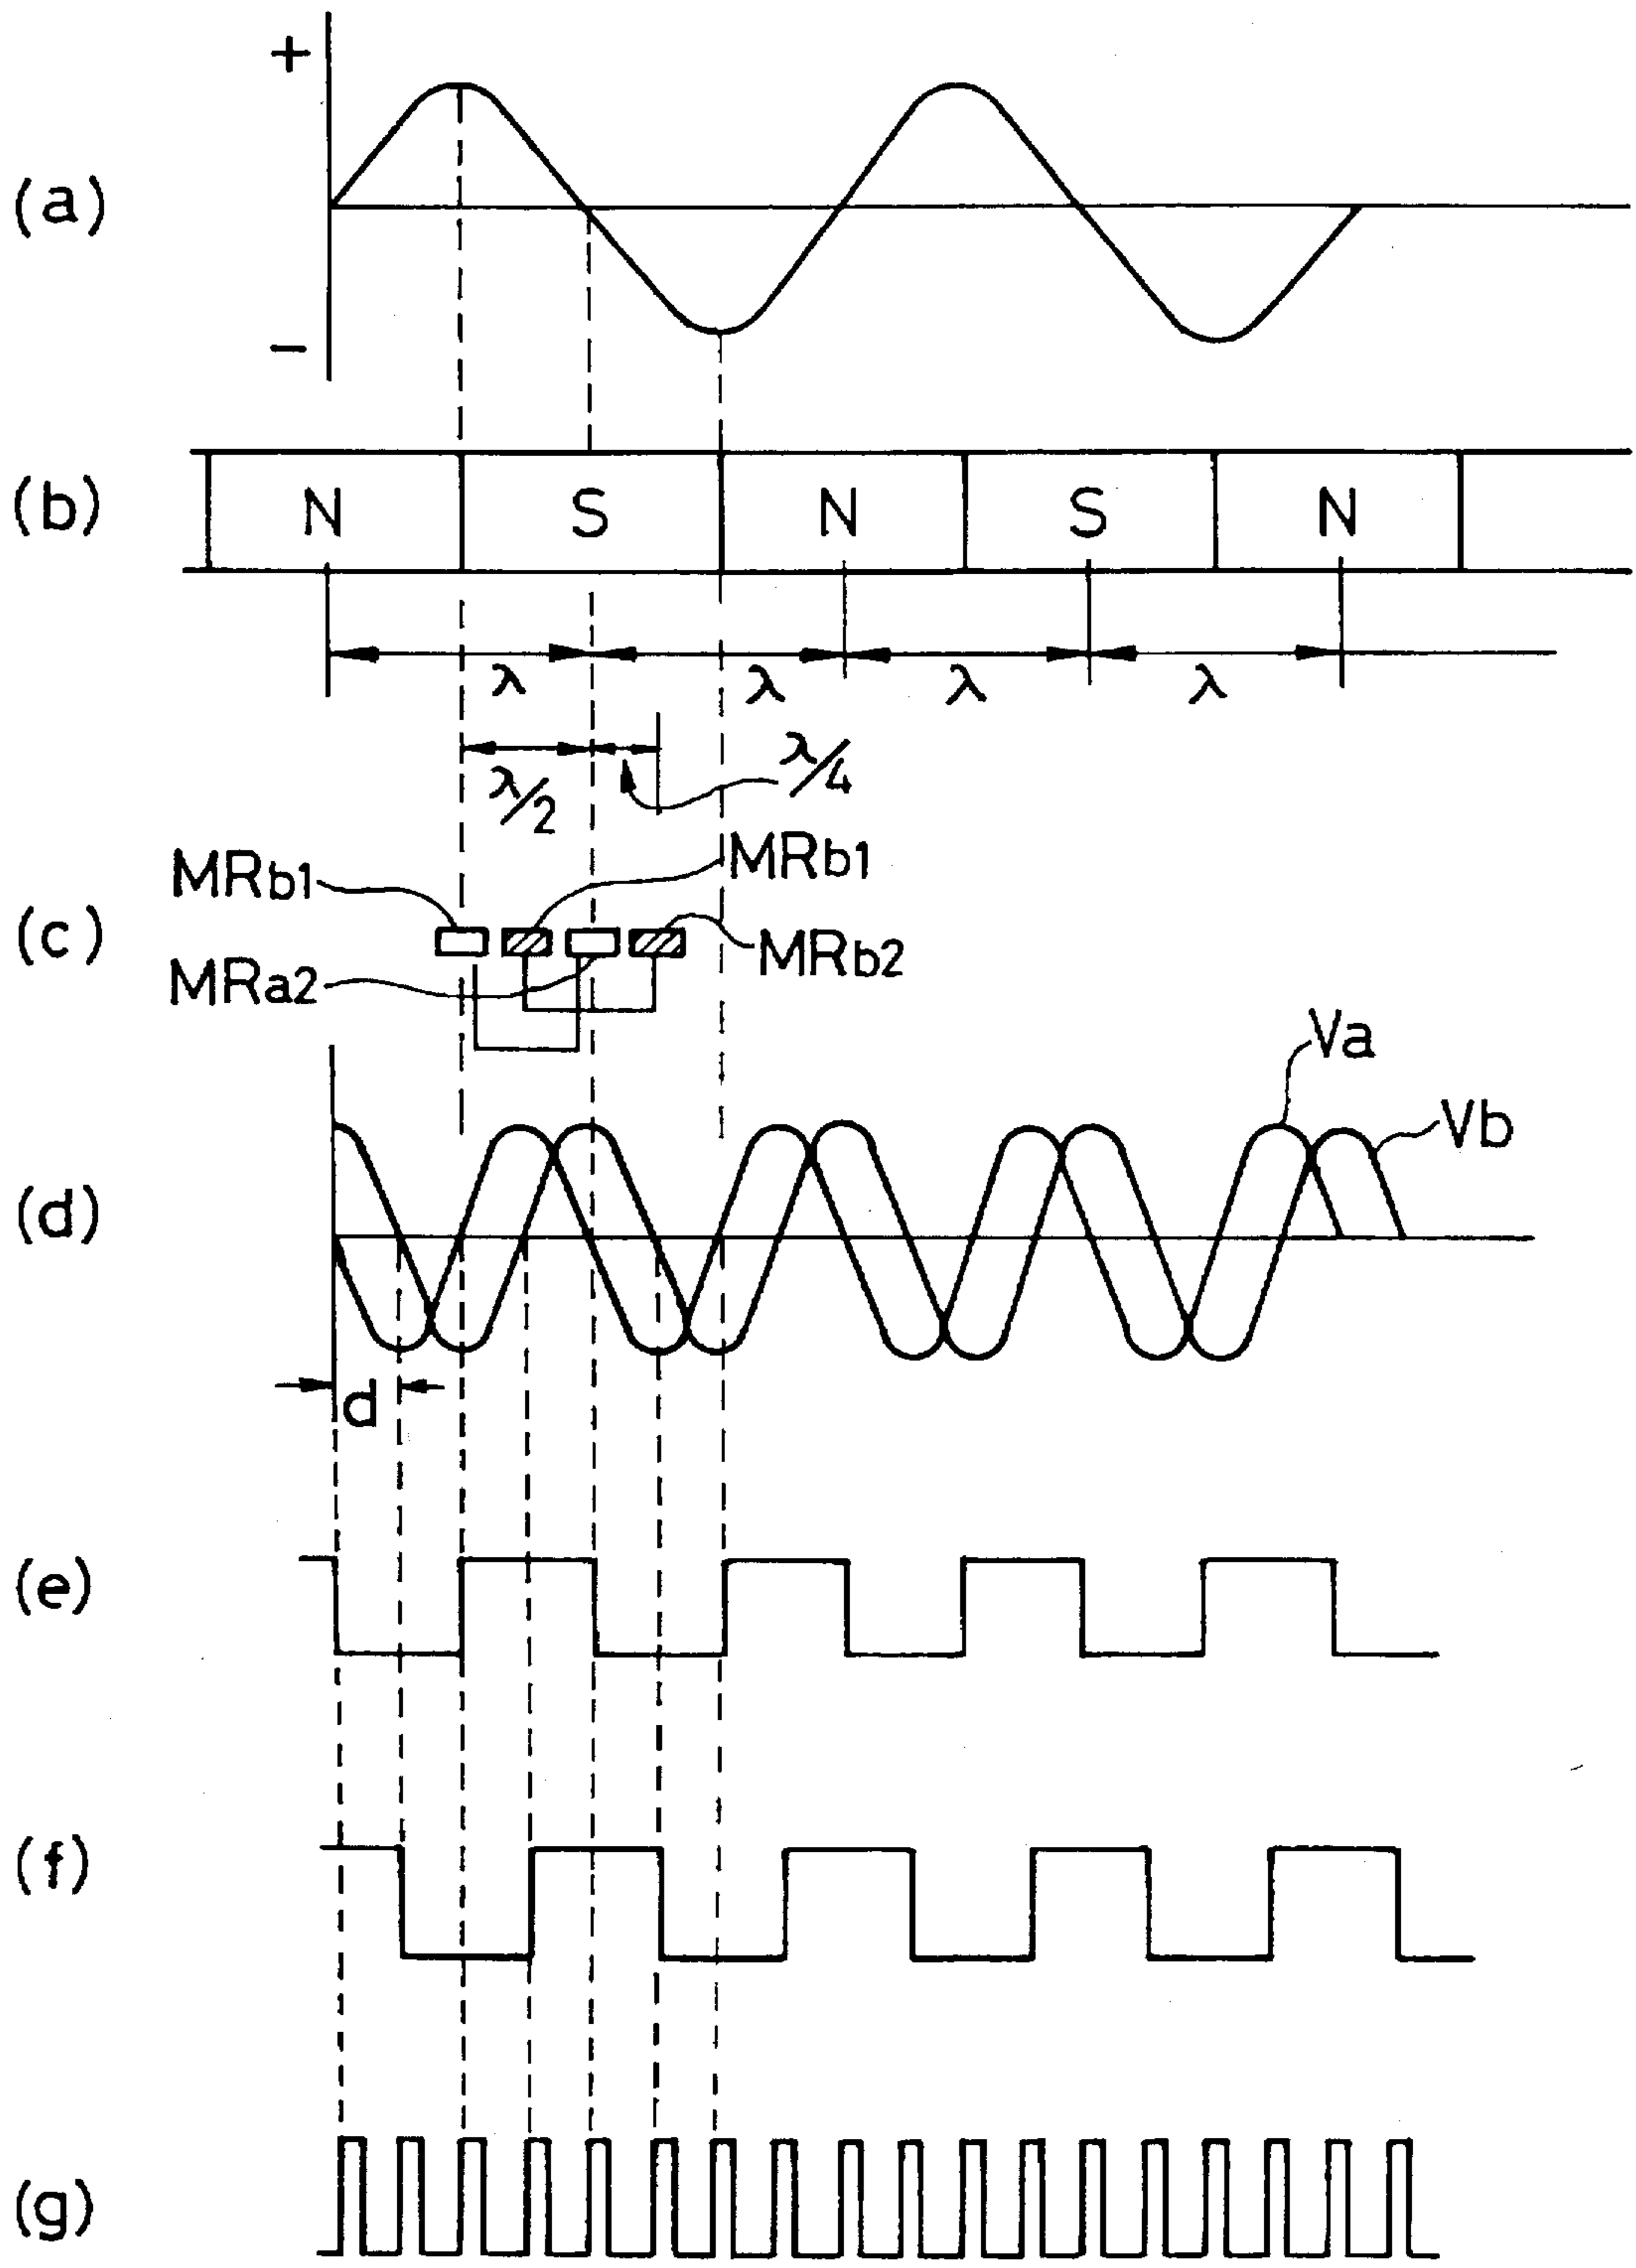 +
(a)
−
(b) N S N S N
λ λ λ λ
λ/2 λ/4
MRb1 MRb1
(c)
MRa2 MRb2
Va
Vb
(d)
d
(e)
(f)
(g)